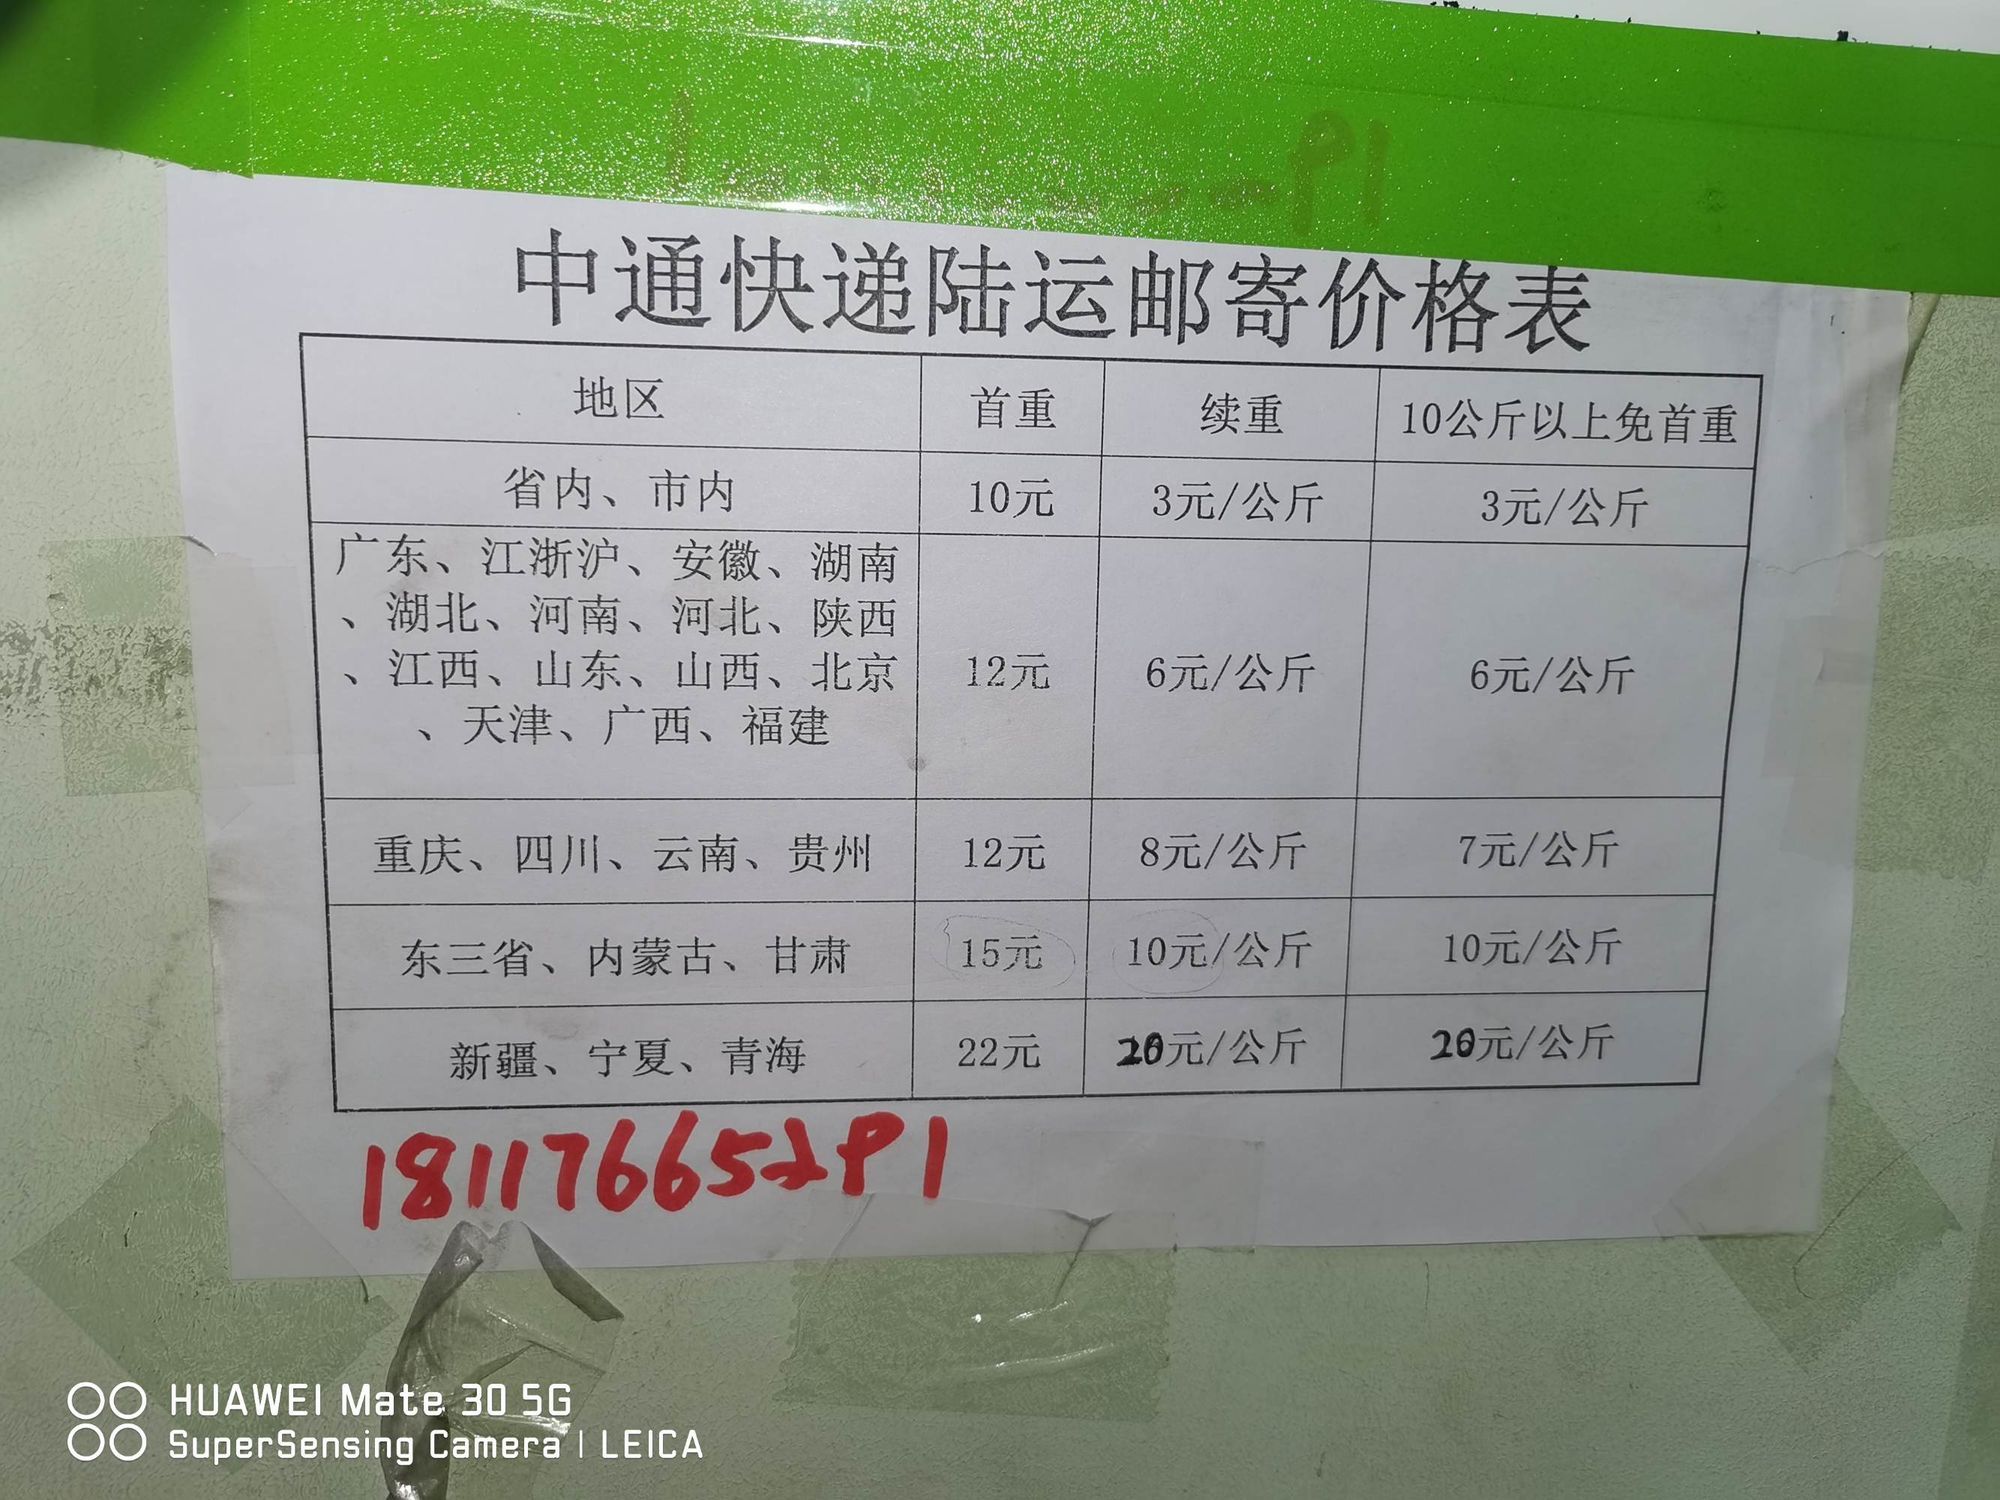 中通快递陆运邮寄价格表
地区 首重 续重 10公斤以上免首重
省内、市内 10元 3元/公斤 3元/公斤
广东、江浙沪、安徽、湖南
、湖北、河南、河北、陕西
、江西、山东、山西、北京
、天津、广西、福建
12元 6元/公斤 6元/公斤
重庆、四川、云南、贵州 12元 8元/公斤 7元/公斤
东三省、内蒙古、甘肃 15元 10元/公斤 10元/公斤
新疆、宁夏、青海 22元 20元/公斤 20元/公斤
18117665291
HUAWEI Mate 30 5G
SuperSensing Camera | LEICA